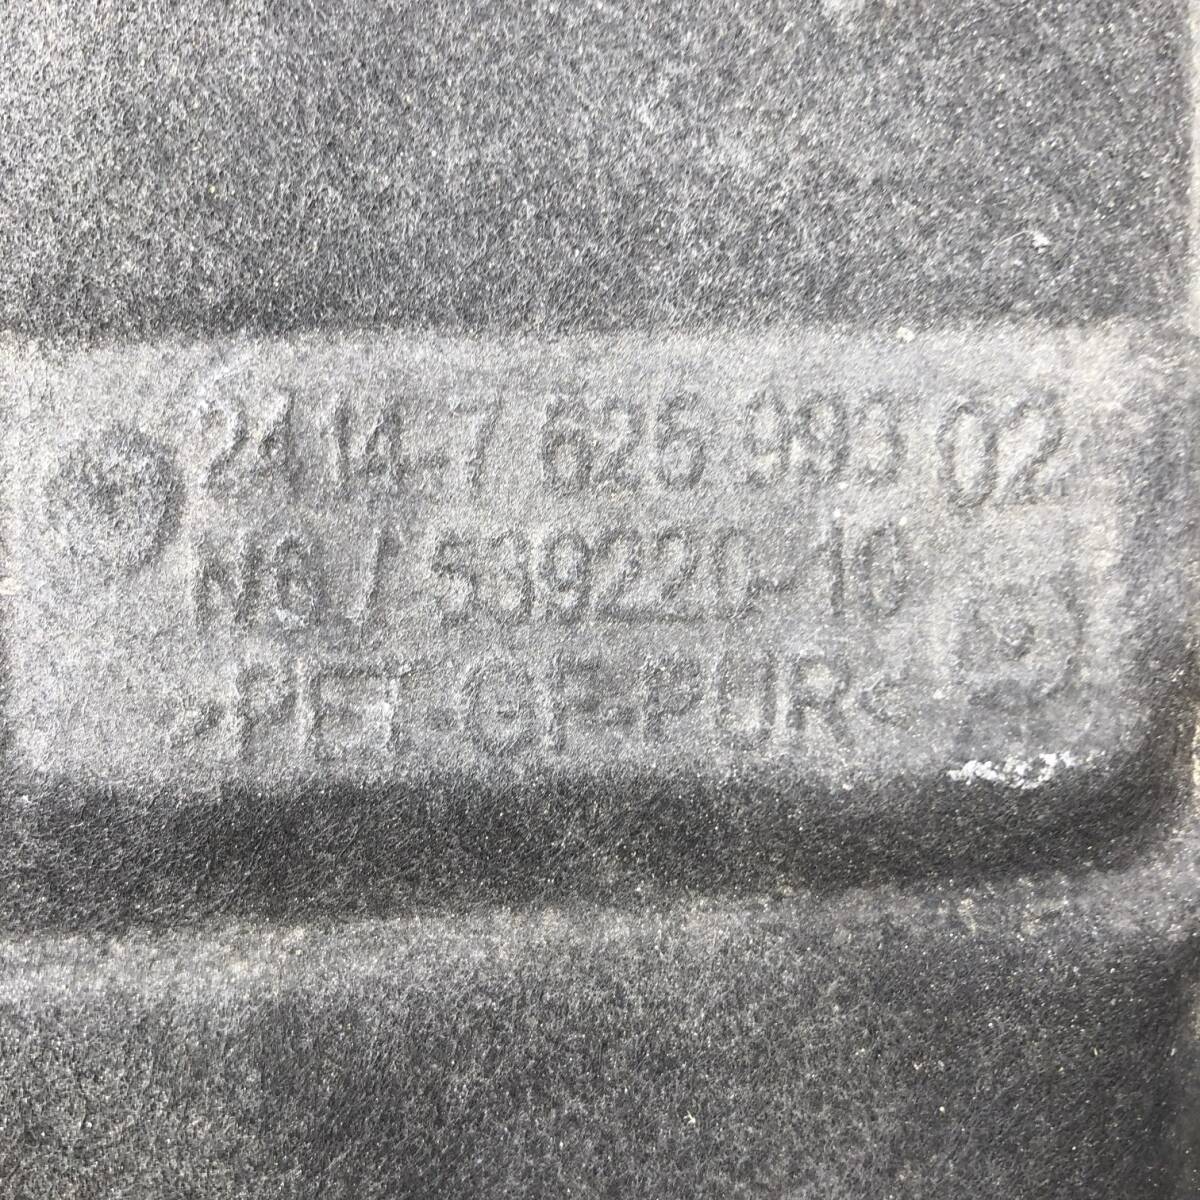 2414-7 626 993 02
N6 / 539220-10
>PET-GF-PUR<